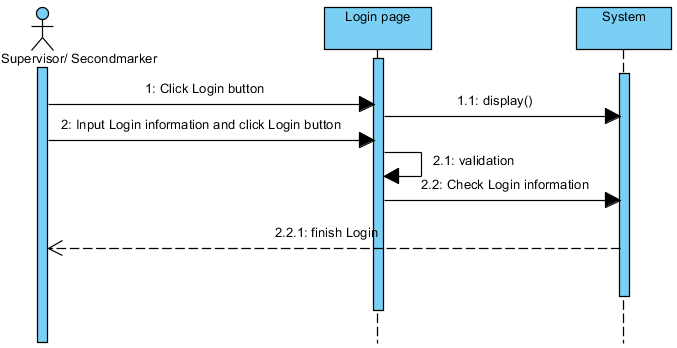 Login page
System
Supervisor/ Secondmarker
1: Click Login button
1.1: display()
2: Input Login information and click Login button
2.1: validation
2.2: Check Login information
2.2.1: finish Login